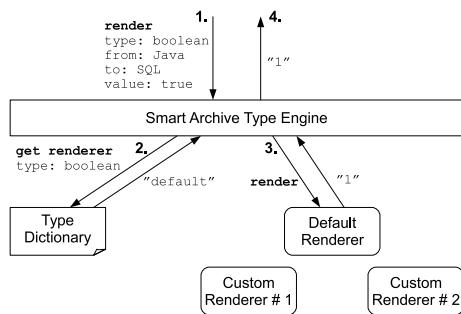 1.
4.
render
type: boolean
from: Java
to: SQL
value: true
"1"
Smart Archive Type Engine
get renderer
type: boolean
2.
"default"
3.
render
"1"
Type
Dictionary
Default
Renderer
Custom
Renderer # 1
Custom
Renderer # 2